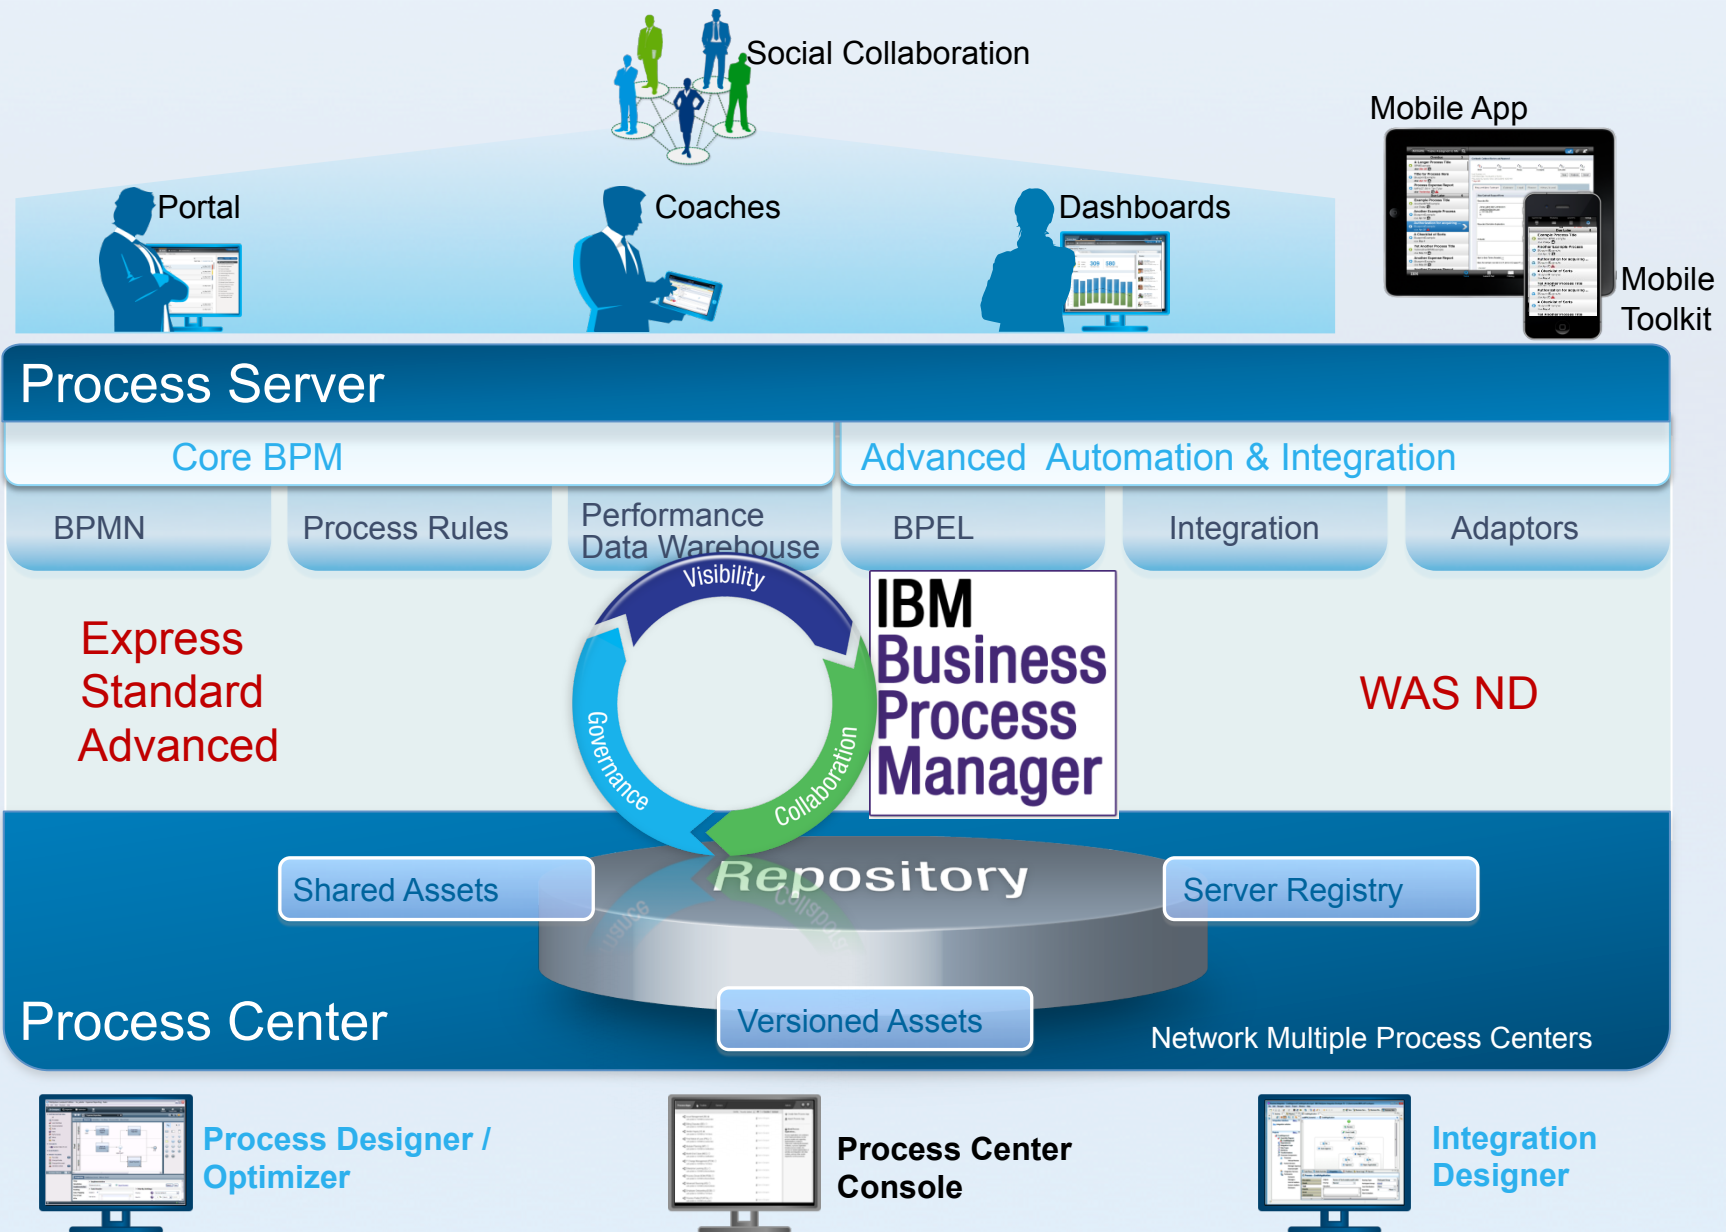 Social Collaboration
Mobile App
Portal
Coaches
Dashboards
Mobile
Toolkit
Process Server
Core BPM
Advanced Automation & Integration
BPMN
Process Rules
Performance
Data Warehouse
BPEL
Integration
Adaptors
Visibility
Governance
Collaboration
IBM
Business
Process
Manager
Express
Standard
Advanced
WAS ND
Repository
Shared Assets
Server Registry
Versioned Assets
Process Center
Network Multiple Process Centers
Process Designer /
Optimizer
Process Center
Console
Integration
Designer